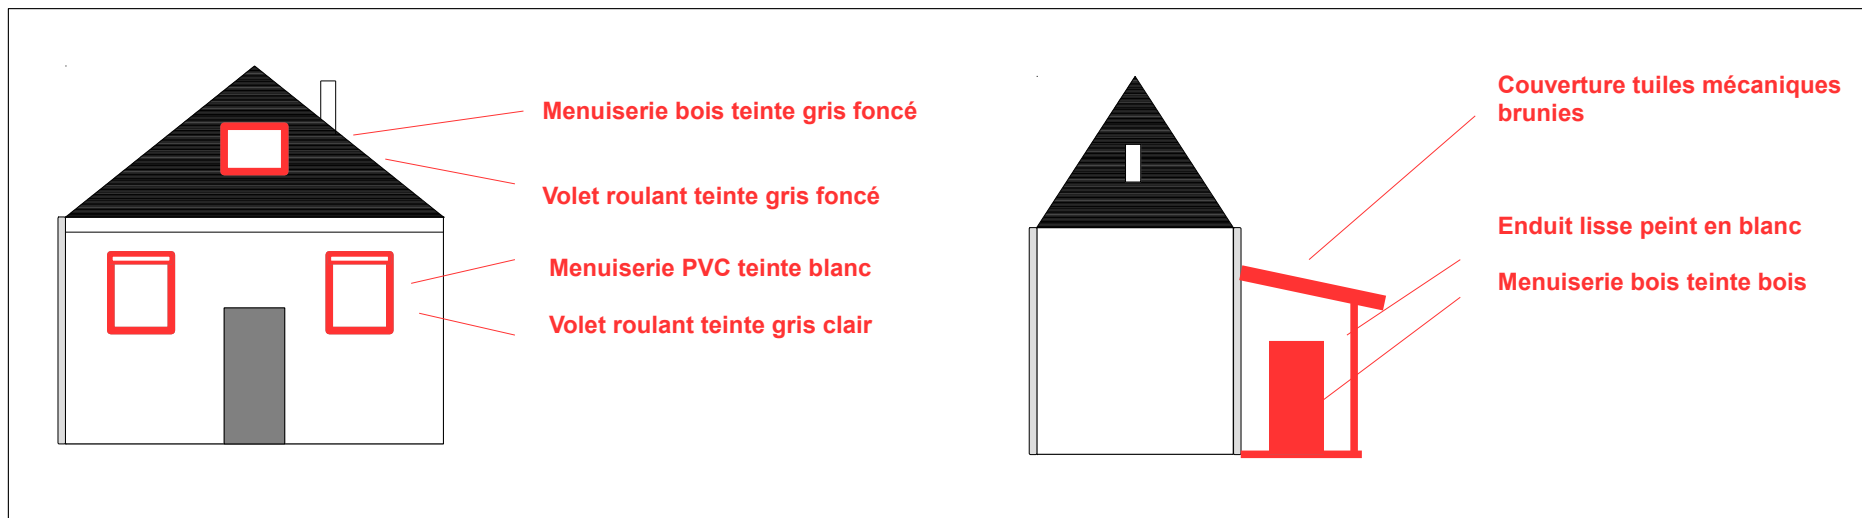 Menuiserie bois teinte gris foncé
Volet roulant teinte gris foncé
Menuiserie PVC teinte blanc
Volet roulant teinte gris clair
Couverture tuiles mécaniques
brunies
Enduit lisse peint en blanc
Menuiserie bois teinte bois